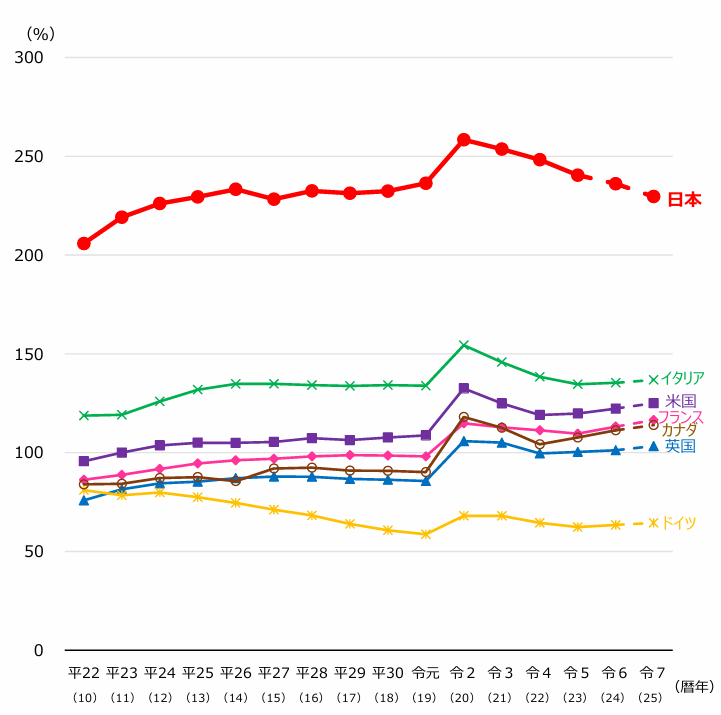 （%）
300
250
200
150
100
50
0
日本
イタリア
米国
フランス
カナダ
英国
ドイツ
平22 平23 平24 平25 平26 平27 平28 平29 平30 令元 令２ 令３ 令４ 令５ 令６ 令７
（10） （11） （12） （13） （14） （15） （16） （17） （18） （19） （20） （21） （22） （23） （24） （25）
（暦年）